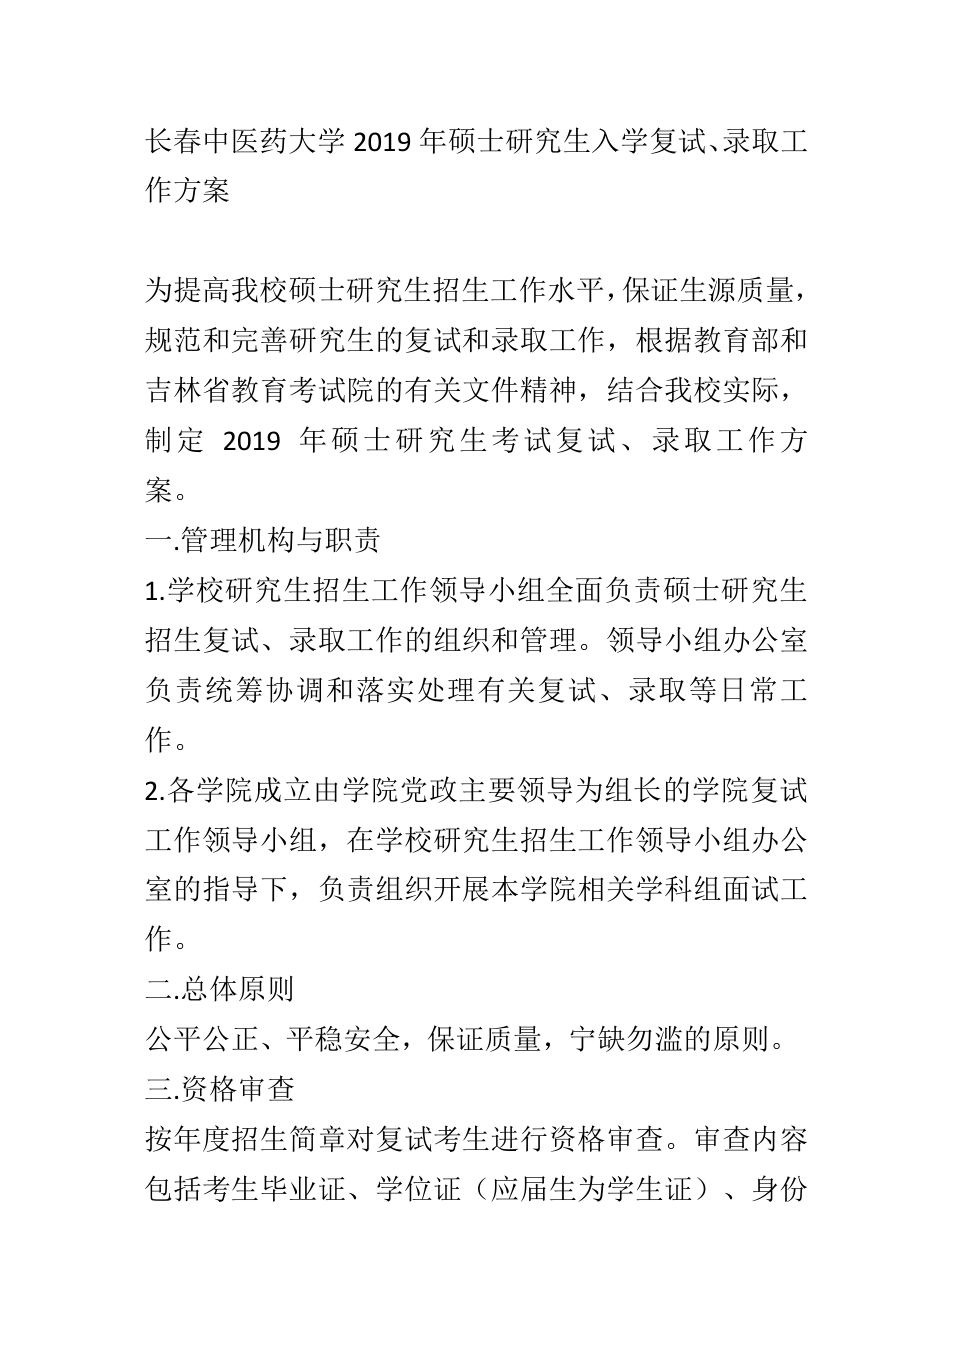 长春中医药大学 2019 年硕士研究生入学复试、录取工
作方案
为提高我校硕士研究生招生工作水平，保证生源质量，
规范和完善研究生的复试和录取工作，根据教育部和
吉林省教育考试院的有关文件精神，结合我校实际，
制定 2019 年硕士研究生考试复试、录取工作方
案。
一.管理机构与职责
1.学校研究生招生工作领导小组全面负责硕士研究生
招生复试、录取工作的组织和管理。领导小组办公室
负责统筹协调和落实处理有关复试、录取等日常工
作。
2.各学院成立由学院党政主要领导为组长的学院复试
工作领导小组，在学校研究生招生工作领导小组办公
室的指导下，负责组织开展本学院相关学科组面试工
作。
二.总体原则
公平公正、平稳安全，保证质量，宁缺勿滥的原则。
三.资格审查
按年度招生简章对复试考生进行资格审查。审查内容
包括考生毕业证、学位证（应届生为学生证）、身份